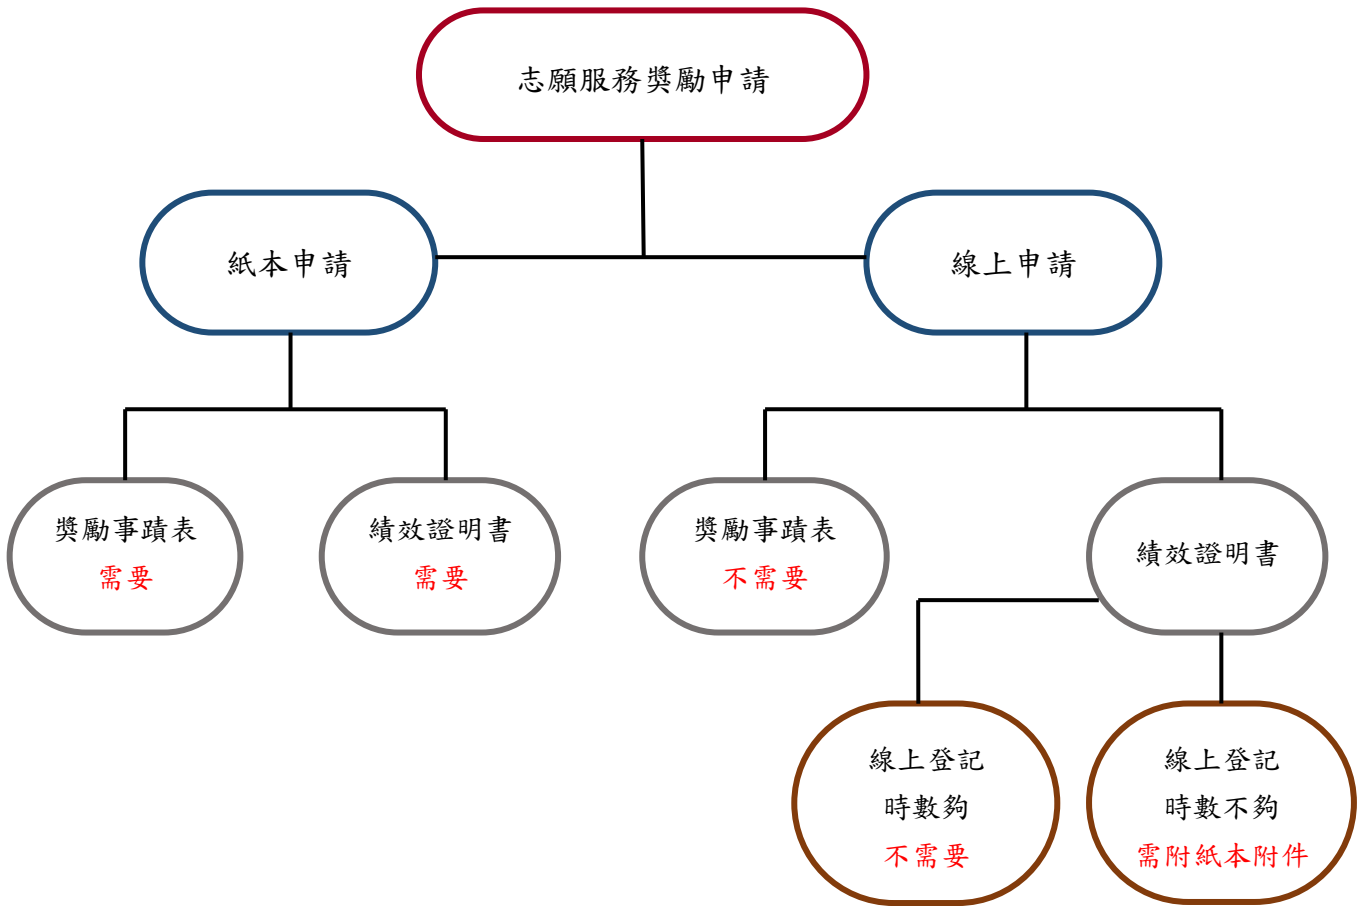 志願服務獎勵申請
紙本申請
線上申請
獎勵事蹟表
需要
績效證明書
需要
獎勵事蹟表
不需要
績效證明書
線上登記
時數夠
不需要
線上登記
時數不夠
需附紙本附件